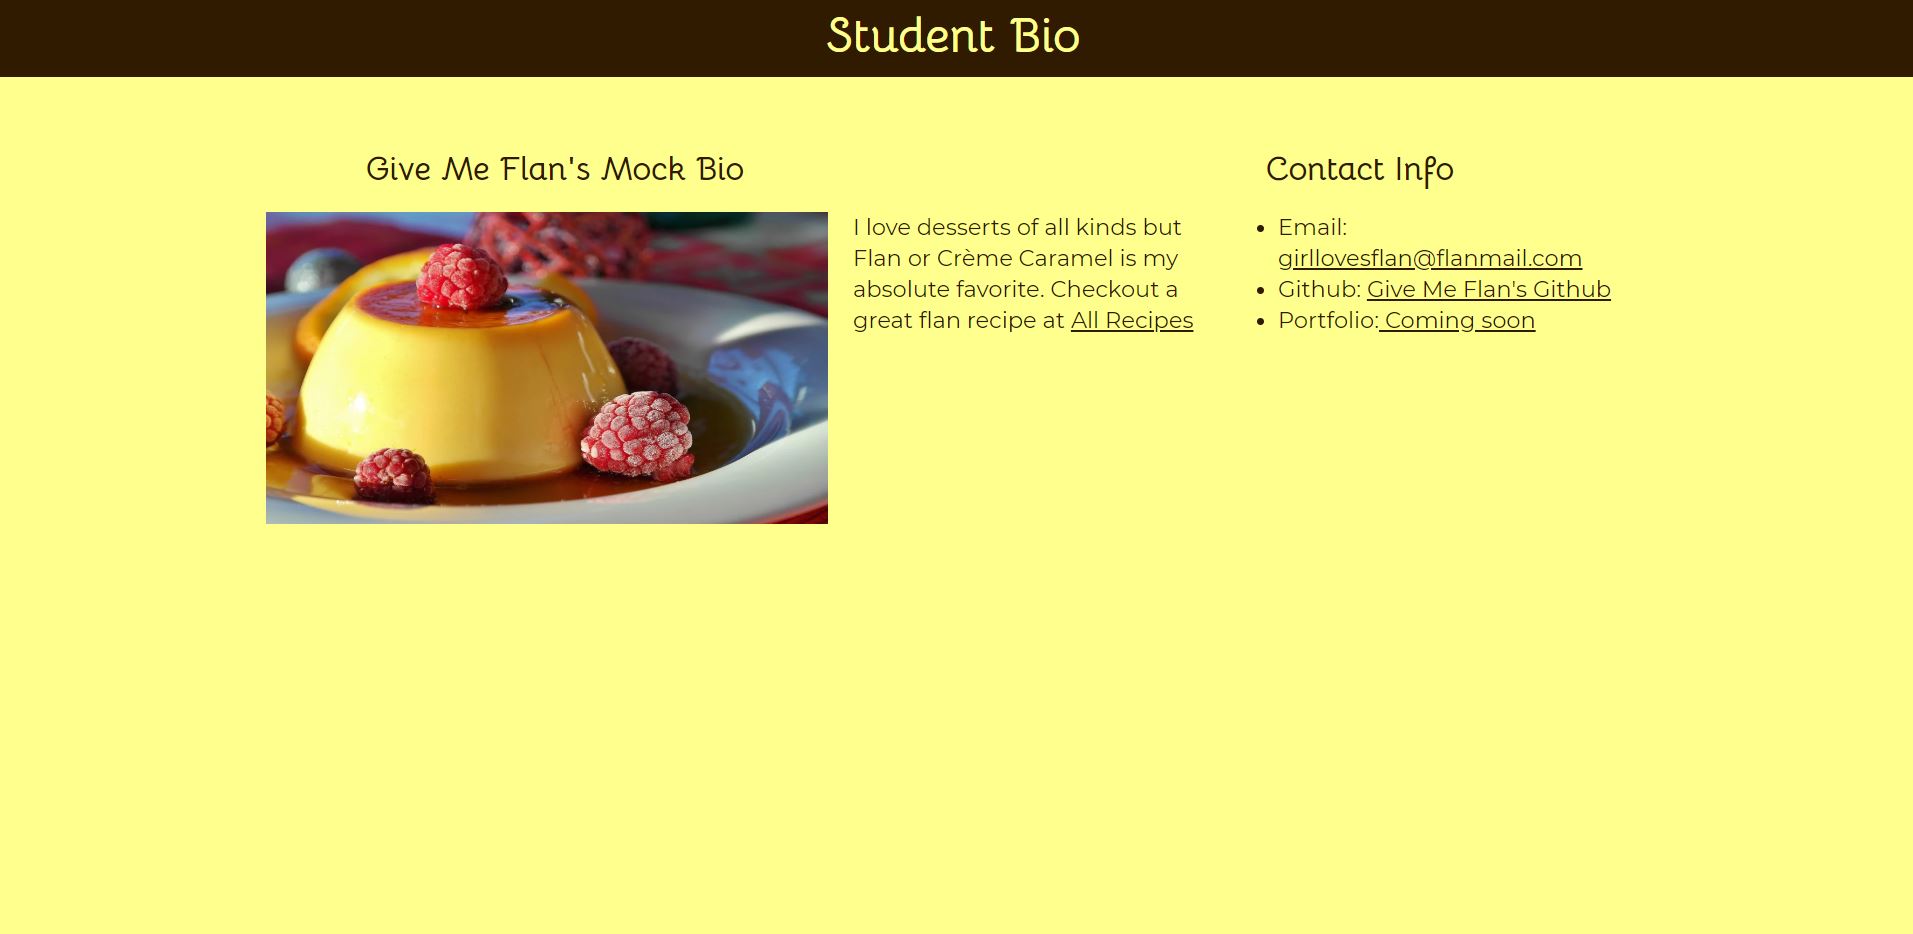 Student Bio
Give Me Flan's Mock Bio
I love desserts of all kinds but
Flan or Crème Caramel is my
absolute favorite. Checkout a
great flan recipe at All Recipes
Contact Info
Email:
girllovesflan@flanmail.com
Github: Give Me Flan's Github
Portfolio: Coming soon